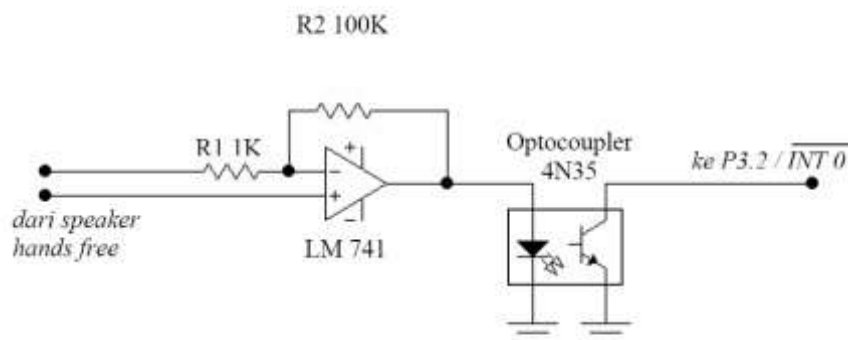 R2 100K
R1 1K
Optocoupler
4N35
ke P3.2 / INT 0
dari speaker
hands free
LM 741